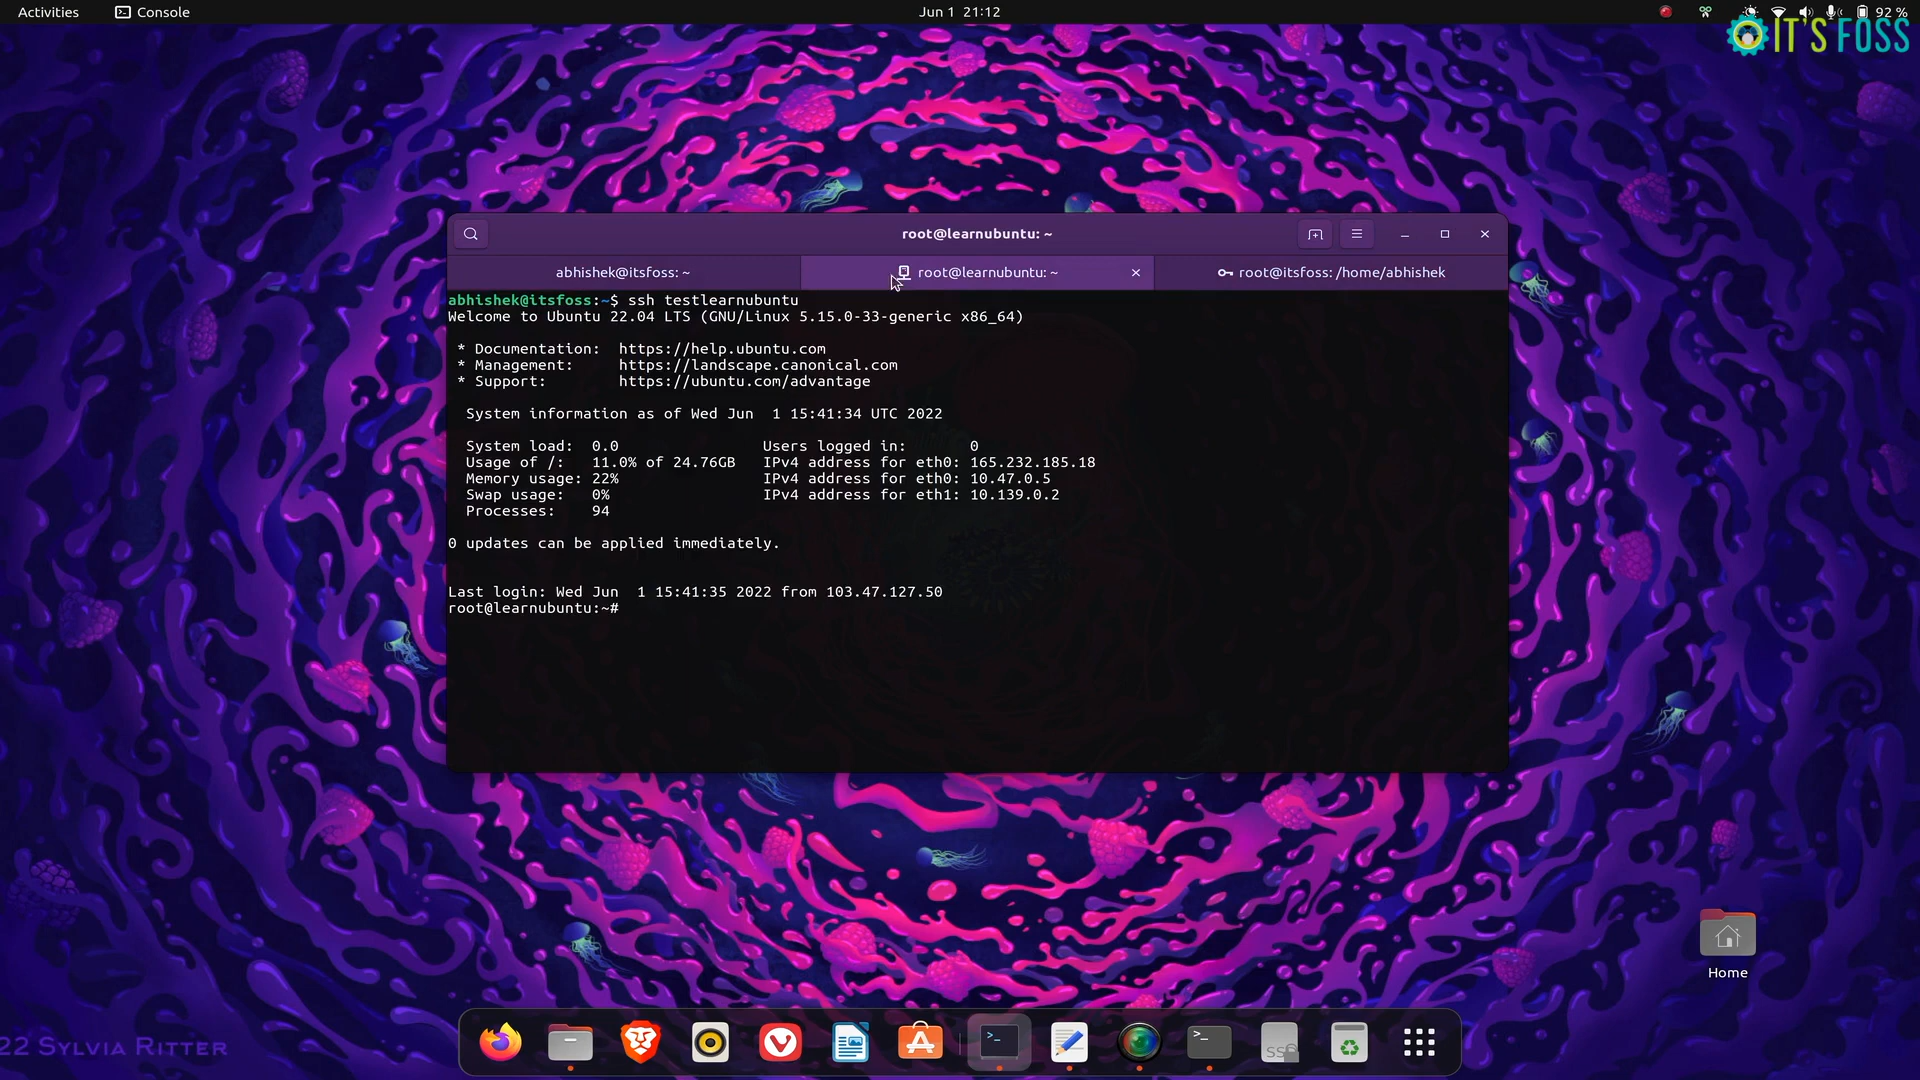 Activities
Console
Jun 1 21:12
92 %
IT'S FOSS
root@learnubuntu: ~
abhishek@itsfoss: ~
root@learnubuntu: ~
root@itsfoss: /home/abhishek
abhishek@itsfoss:~$ ssh testlearnubuntu
Welcome to Ubuntu 22.04 LTS (GNU/Linux 5.15.0-33-generic x86_64)
* Documentation: https://help.ubuntu.com
* Management: https://landscape.canonical.com
* Support: https://ubuntu.com/advantage
System information as of Wed Jun 1 15:41:34 UTC 2022
System load: 0.0 Users logged in: 0
Usage of /: 11.0% of 24.76GB IPv4 address for eth0: 165.232.185.18
Memory usage: 22% IPv4 address for eth0: 10.47.0.5
Swap usage: 0% IPv4 address for eth1: 10.139.0.2
Processes: 94
0 updates can be applied immediately.
Last login: Wed Jun 1 15:41:35 2022 from 103.47.127.50
root@learnubuntu:~#
Home
22 SYLVIA RITTER